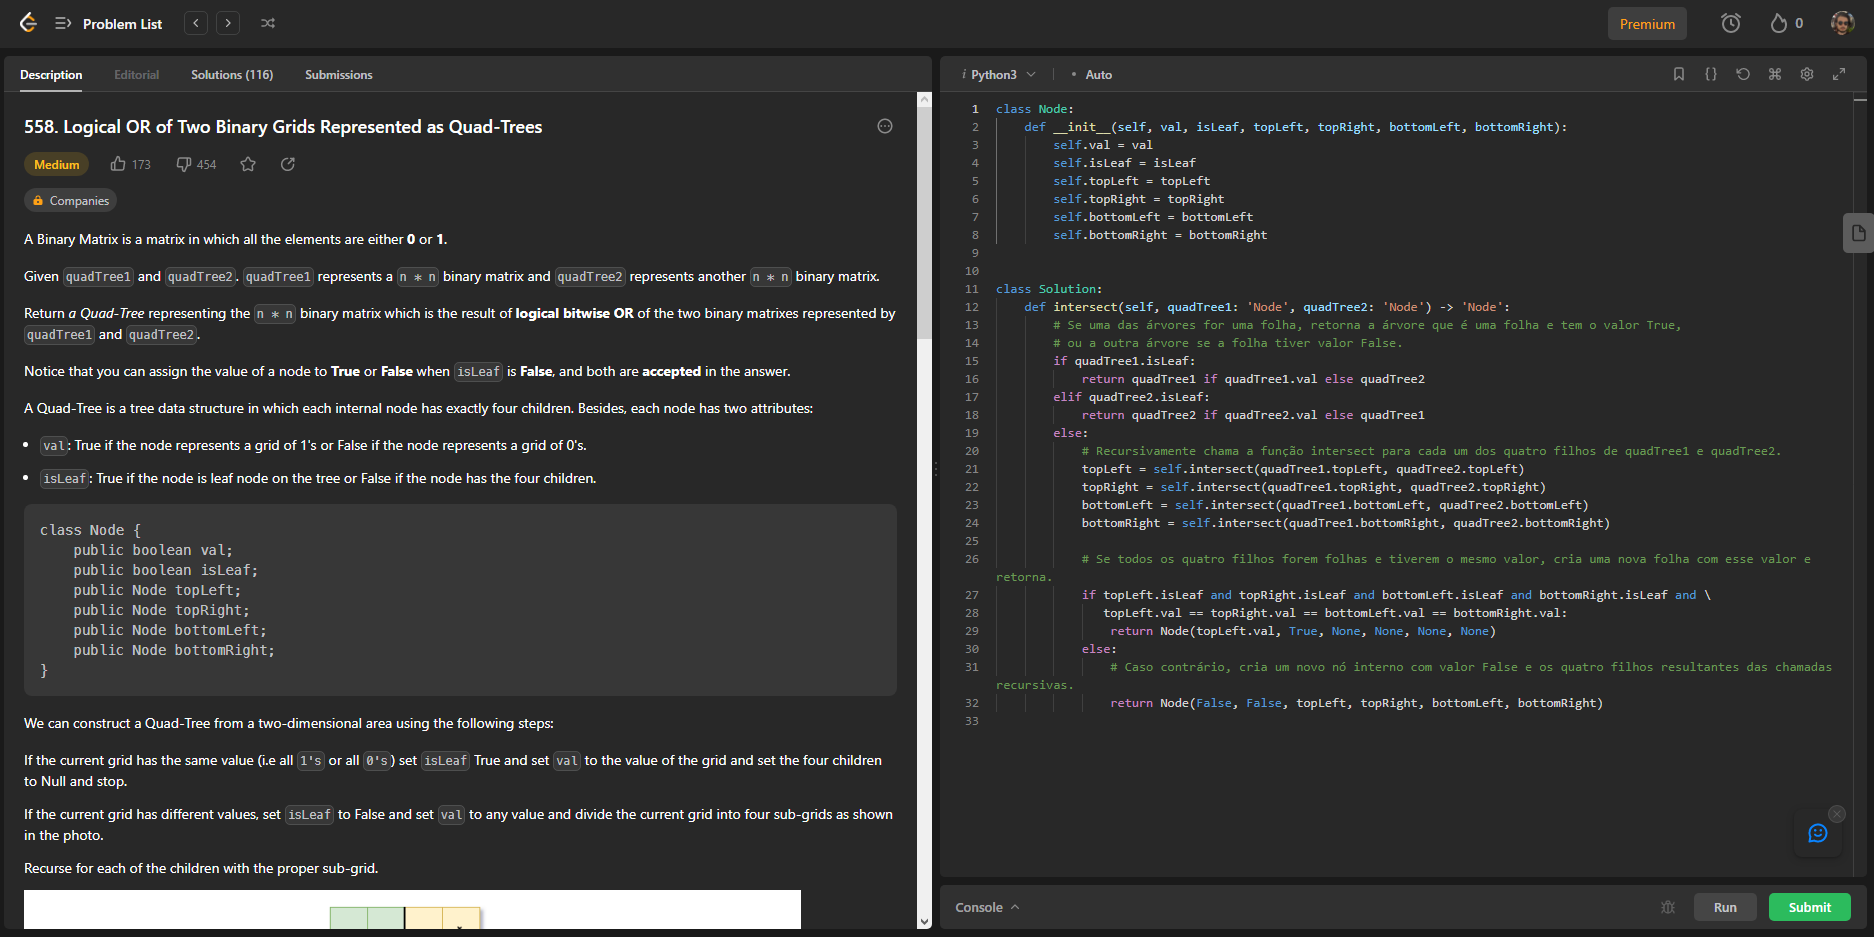 Problem List
Premium
0
Description
Editorial
Solutions (116)
Submissions
558. Logical OR of Two Binary Grids Represented as Quad-Trees
Medium
173
454
Companies
A Binary Matrix is a matrix in which all the elements are either 0 or 1.
Given quadTree1 and quadTree2. quadTree1 represents a n * n binary matrix and quadTree2 represents another n * n binary matrix.
Return a Quad-Tree representing the n * n binary matrix which is the result of logical bitwise OR of the two binary matrixes represented by
quadTree1 and quadTree2.
Notice that you can assign the value of a node to True or False when isLeaf is False, and both are accepted in the answer.
A Quad-Tree is a tree data structure in which each internal node has exactly four children. Besides, each node has two attributes:
• val: True if the node represents a grid of 1's or False if the node represents a grid of 0's.
• isLeaf: True if the node is leaf node on the tree or False if the node has the four children.
class Node {
    public boolean val;
    public boolean isLeaf;
    public Node topLeft;
    public Node topRight;
    public Node bottomLeft;
    public Node bottomRight;
}
We can construct a Quad-Tree from a two-dimensional area using the following steps:
If the current grid has the same value (i.e all 1's or all 0's) set isLeaf True and set val to the value of the grid and set the four children
to Null and stop.
If the current grid has different values, set isLeaf to False and set val to any value and divide the current grid into four sub-grids as shown
in the photo.
Recurse for each of the children with the proper sub-grid.
i Python3
• Auto
1 class Node:
2     def __init__(self, val, isLeaf, topLeft, topRight, bottomLeft, bottomRight):
3         self.val = val
4         self.isLeaf = isLeaf
5         self.topLeft = topLeft
6         self.topRight = topRight
7         self.bottomLeft = bottomLeft
8         self.bottomRight = bottomRight
9
10
11 class Solution:
12     def intersect(self, quadTree1: 'Node', quadTree2: 'Node') -> 'Node':
13         # Se uma das árvores for uma folha, retorna a árvore que é uma folha e tem o valor True,
14         # ou a outra árvore se a folha tiver valor False.
15         if quadTree1.isLeaf:
16             return quadTree1 if quadTree1.val else quadTree2
17         elif quadTree2.isLeaf:
18             return quadTree2 if quadTree2.val else quadTree1
19         else:
20             # Recursivamente chama a função intersect para cada um dos quatro filhos de quadTree1 e quadTree2.
21             topLeft = self.intersect(quadTree1.topLeft, quadTree2.topLeft)
22             topRight = self.intersect(quadTree1.topRight, quadTree2.topRight)
23             bottomLeft = self.intersect(quadTree1.bottomLeft, quadTree2.bottomLeft)
24             bottomRight = self.intersect(quadTree1.bottomRight, quadTree2.bottomRight)
25
26             # Se todos os quatro filhos forem folhas e tiverem o mesmo valor, cria uma nova folha com esse valor e
retorna.
27             if topLeft.isLeaf and topRight.isLeaf and bottomLeft.isLeaf and bottomRight.isLeaf and \
28                topLeft.val == topRight.val == bottomLeft.val == bottomRight.val:
29                 return Node(topLeft.val, True, None, None, None, None)
30             else:
31                 # Caso contrário, cria um novo nó interno com valor False e os quatro filhos resultantes das chamadas
recursivas.
32                 return Node(False, False, topLeft, topRight, bottomLeft, bottomRight)
33
Console
Run
Submit